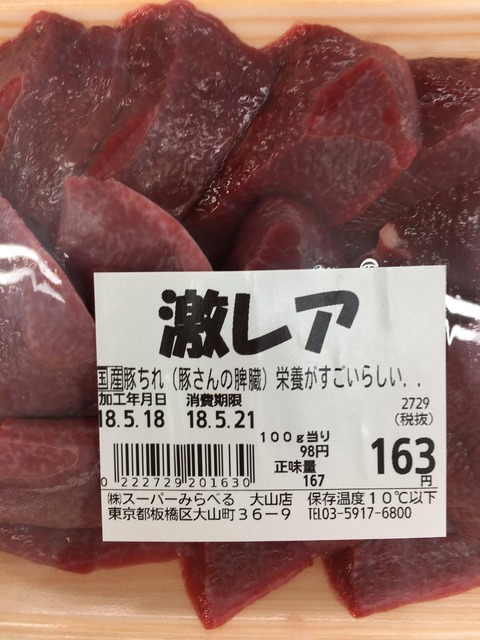 激レア
国産豚ちれ（豚さんの脾臓）栄養がすごいらしい．．
加工年月日 消費期限
18.5.18 18.5.21
2729
(税抜)
100g当り
98円
163円
正味量
167
0 222729 201630
㈱スーパーみらべる 大山店 保存温度10℃以下
東京都板橋区大山町36－9 TEL03-5917-6800